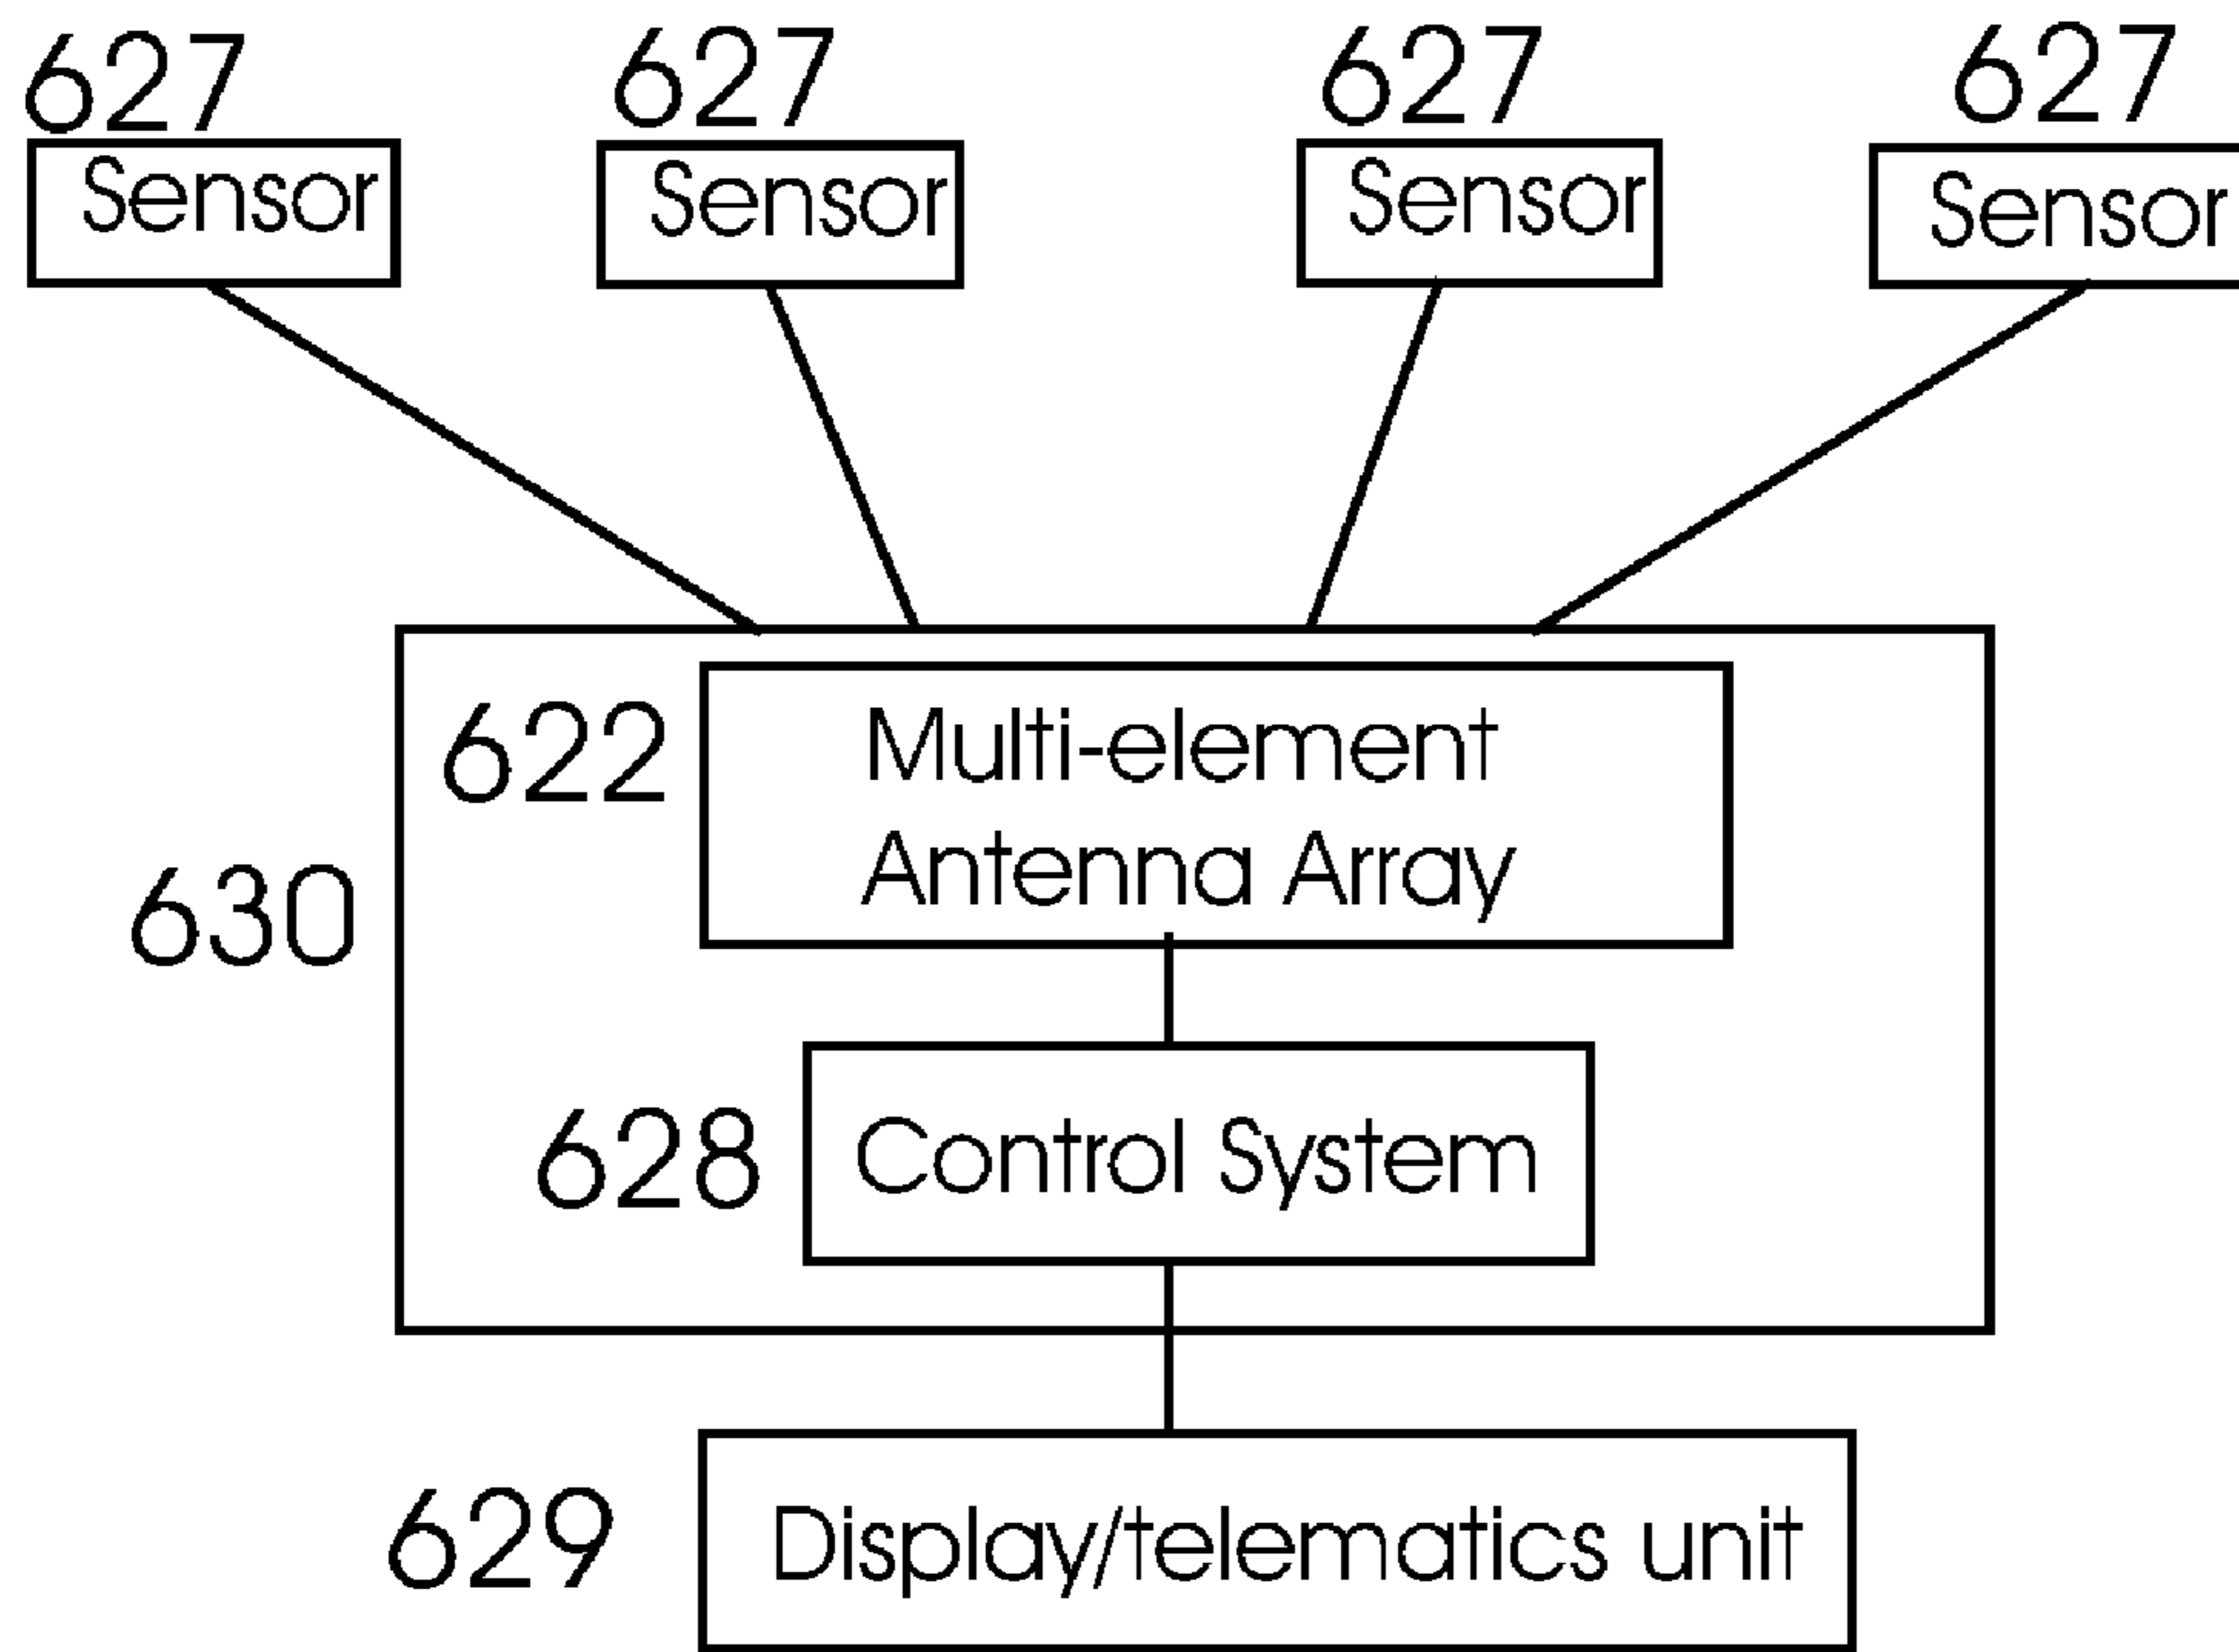 627 627 627 627
Sensor Sensor Sensor Sensor
622 Multi-element
Antenna Array
630
628 Control System
629 Display/telematics unit